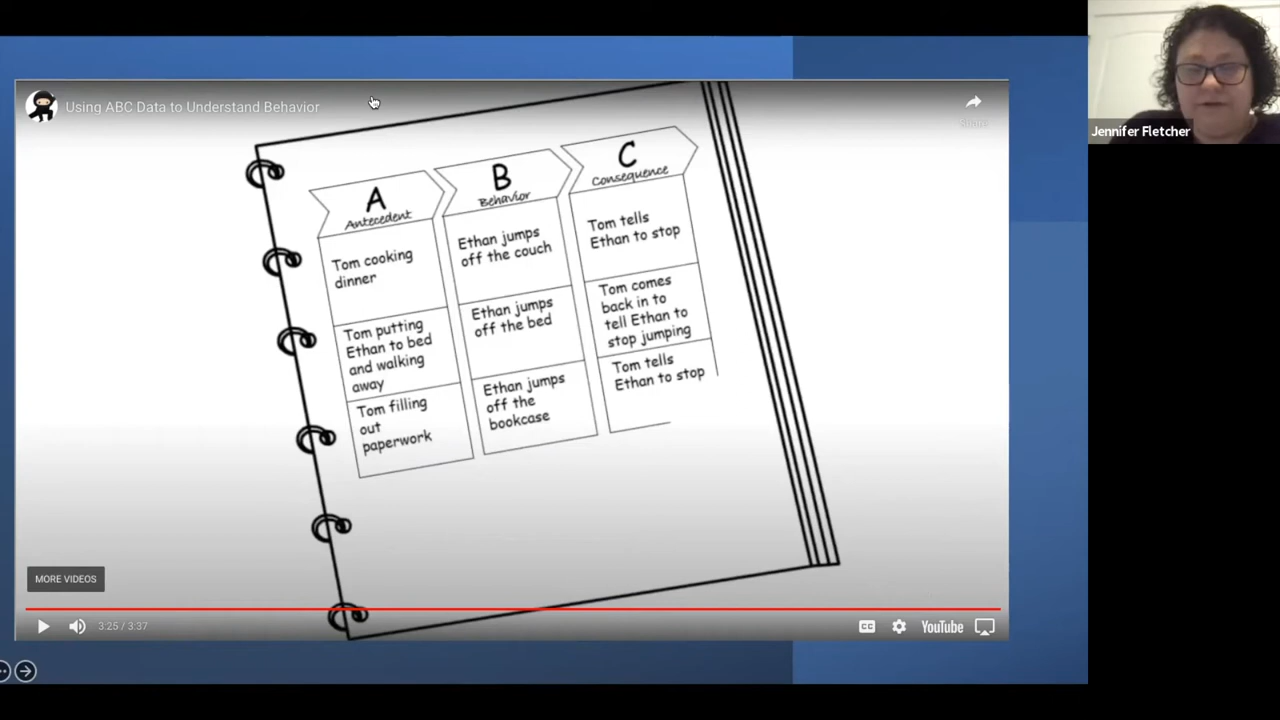 Using ABC Data to Understand Behavior
Share
Jennifer Fletcher
A
Antecedent
B
Behavior
C
Consequence
Tom cooking
dinner
Ethan jumps
off the couch
Tom tells
Ethan to stop
Tom putting
Ethan to bed
and walking
away
Ethan jumps
off the bed
Tom comes
back in to
tell Ethan to
stop jumping
Tom filling
out
paperwork
Ethan jumps
off the
bookcase
Tom tells
Ethan to stop
MORE VIDEOS
3:25 / 3:37
CC
YouTube